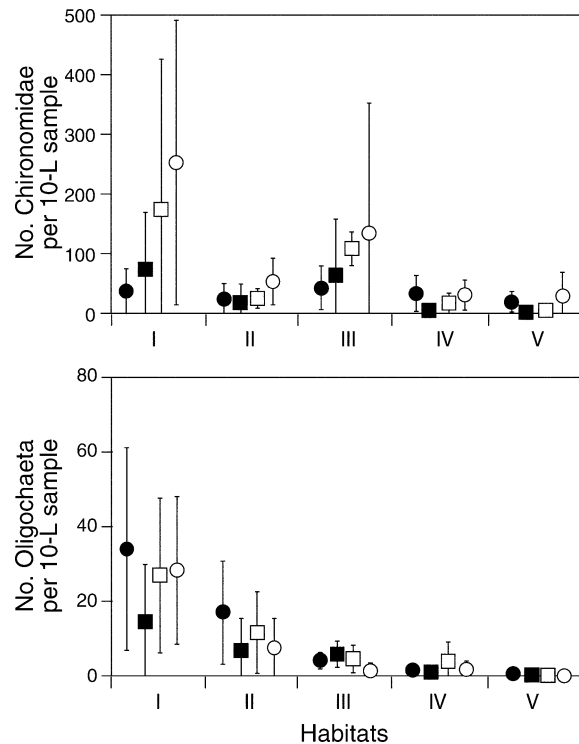 No. Chironomidae
per 10-L sample
500
400
300
200
100
0
I II III IV V
No. Oligochaeta
per 10-L sample
80
60
40
20
0
I II III IV V
Habitats